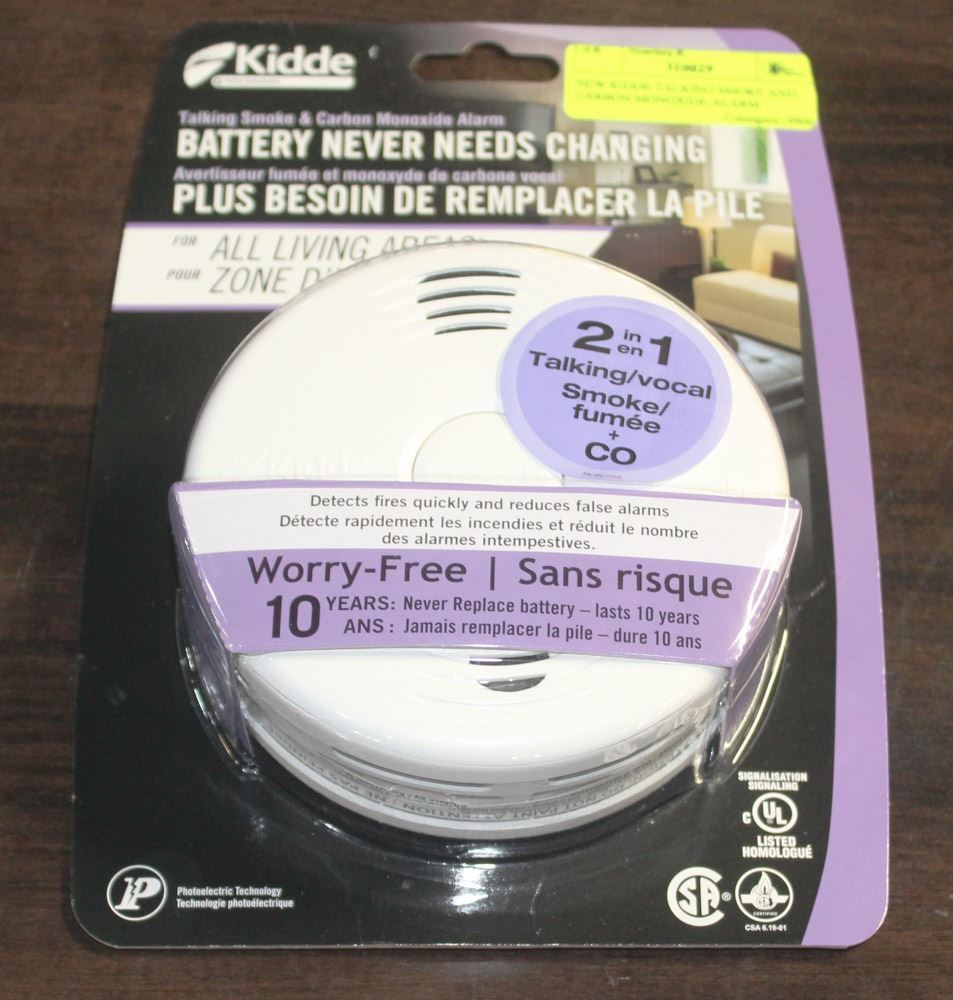 Kidde
310029
NEW KIDDE TALKING SMOKE AND
CARBON MONOXIDE ALARM
Talking Smoke & Carbon Monoxide Alarm
BATTERY NEVER NEEDS CHANGING
Avertisseur fumée et monoxyde de carbone vocal
PLUS BESOIN DE REMPLACER LA PILE
FOR ALL LIVING AREAS
POUR ZONE D'
2 in en 1
Talking/vocal
Smoke/
fumée
+
CO
Kidde
Detects fires quickly and reduces false alarms
Détecte rapidement les incendies et réduit le nombre
des alarmes intempestives.
Worry-Free | Sans risque
10 YEARS: Never Replace battery – lasts 10 years
ANS : Jamais remplacer la pile – dure 10 ans
SIGNALISATION
SIGNALING
C UL
LISTED
HOMOLOGUÉ
P
Photoelectric Technology
Technologie photoélectrique
SA ®
CERTIFIED
CSA 6.19-01